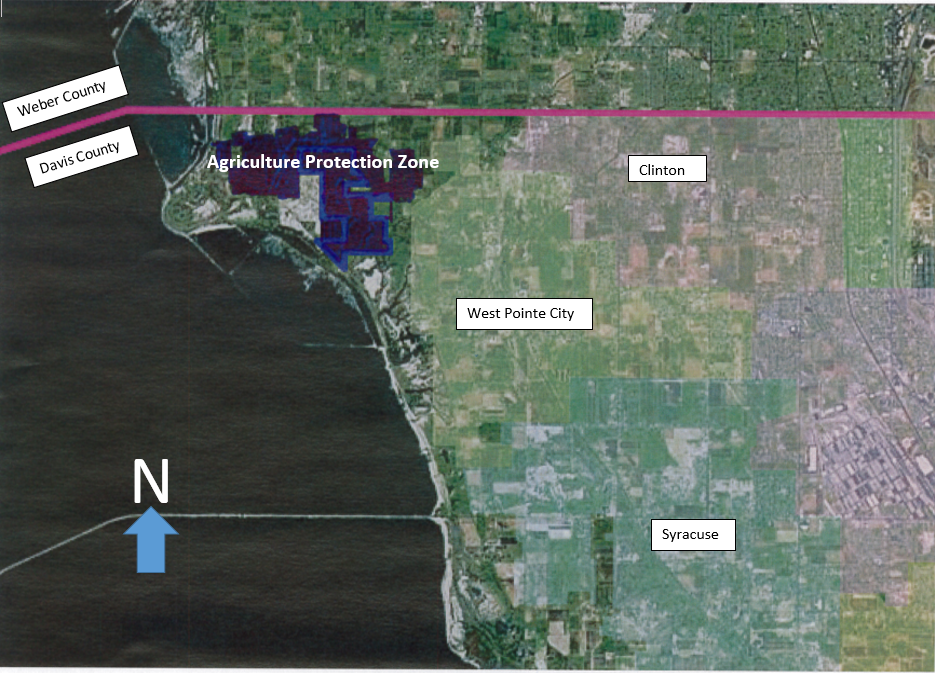 Weber County
Davis County
Agriculture Protection Zone
Clinton
West Pointe City
N
Syracuse